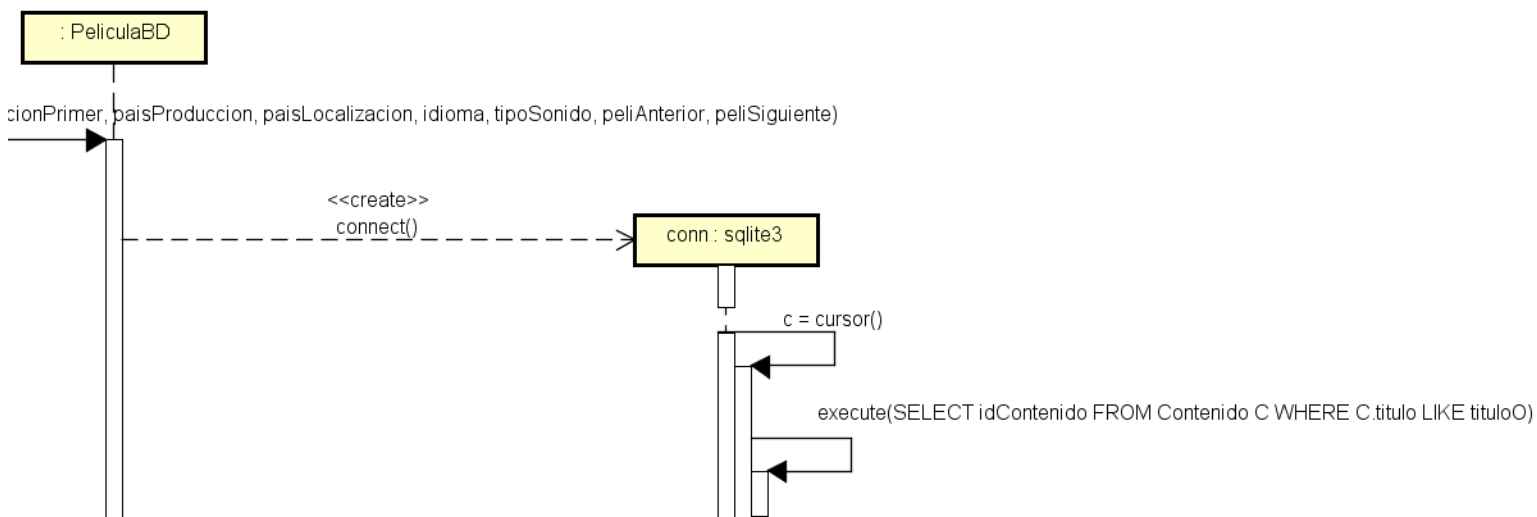 : PeliculaBD
cionPrimer, paisProduccion, paisLocalizacion, idioma, tipoSonido, peliAnterior, peliSiguiente)
<<create>>
connect()
conn : sqlite3
c = cursor()
execute(SELECT idContenido FROM Contenido C WHERE C.titulo LIKE tituloO)